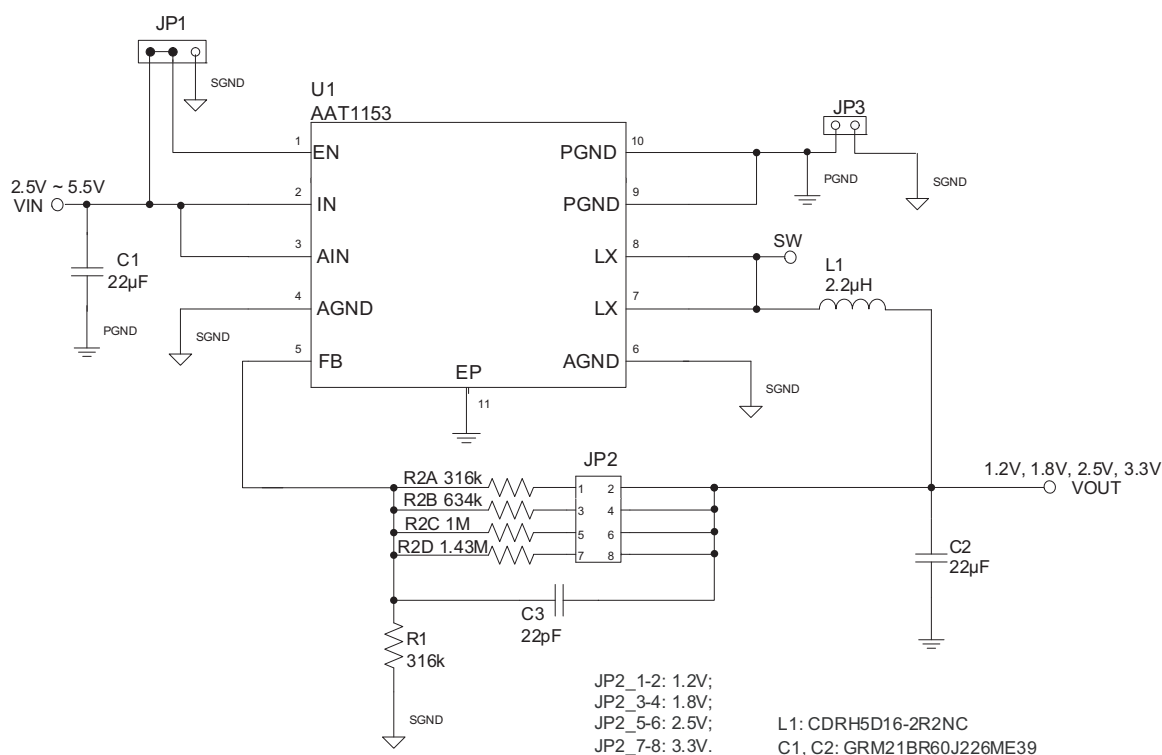 JP1
SGND
U1
AAT1153
JP3
1 EN
PGND 10
2.5V ~ 5.5V
VIN
PGND
SGND
2 IN
PGND 9
SW
3 AIN
LX 8
C1
22µF
L1
2.2µH
4 AGND
LX 7
PGND
SGND
5 FB
AGND 6
EP
11
SGND
JP2
1.2V, 1.8V, 2.5V, 3.3V
VOUT
R2A 316k
1 2
R2B 634k
3 4
R2C 1M
5 6
R2D 1.43M
7 8
C2
22µF
C3
22pF
R1
316k
SGND
JP2_1-2: 1.2V;
JP2_3-4: 1.8V;
JP2_5-6: 2.5V;
JP2_7-8: 3.3V.
L1: CDRH5D16-2R2NC
C1, C2: GRM21BR60J226ME39